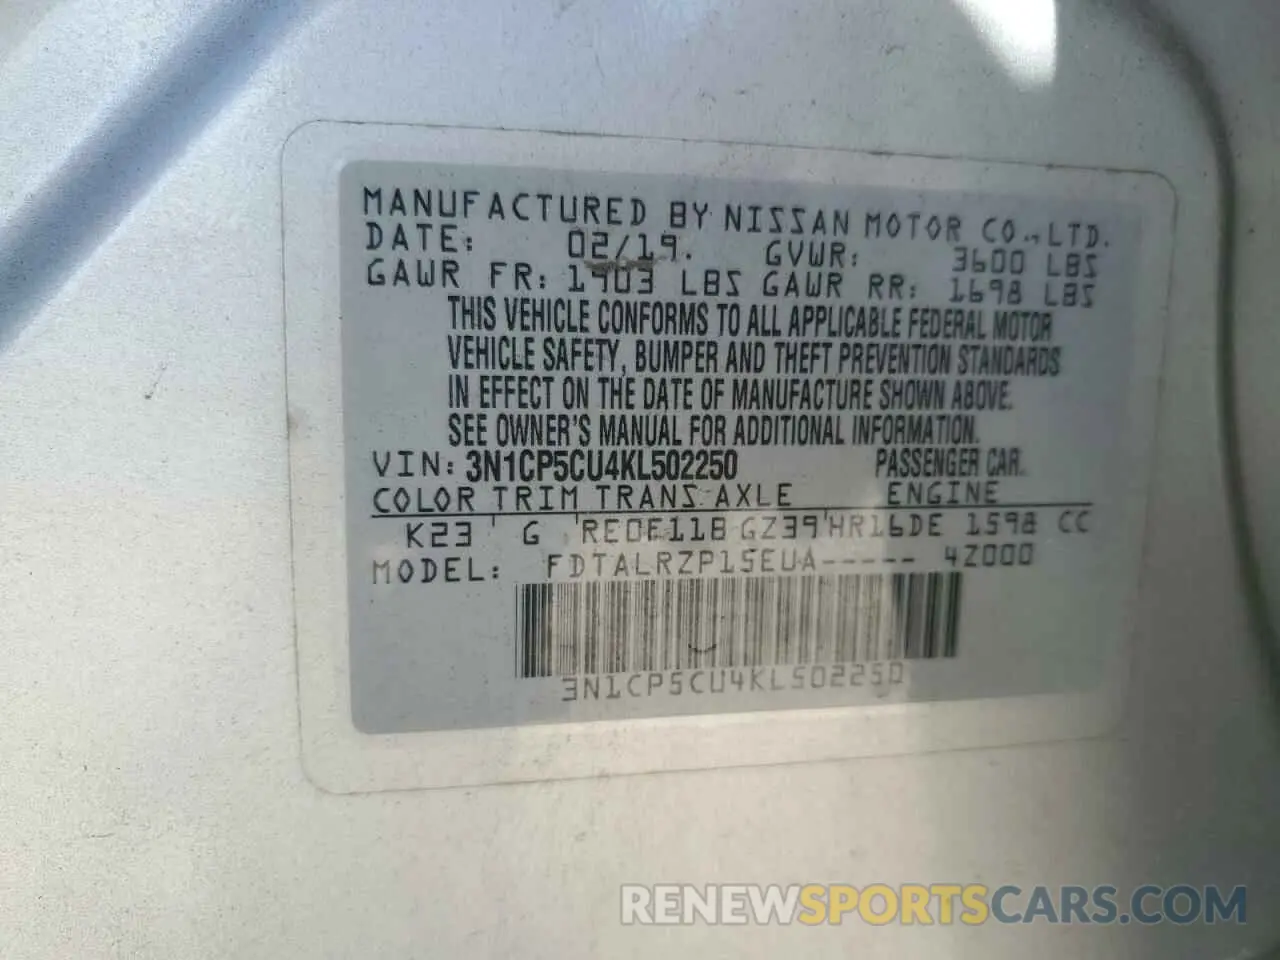 MANUFACTURED BY NISSAN MOTOR CO.,LTD.
DATE: 02/19. GVWR: 3600 LBS
GAWR FR: 1903 LBS GAWR RR: 1698 LBS
THIS VEHICLE CONFORMS TO ALL APPLICABLE FEDERAL MOTOR
VEHICLE SAFETY, BUMPER AND THEFT PREVENTION STANDARDS
IN EFFECT ON THE DATE OF MANUFACTURE SHOWN ABOVE.
SEE OWNER'S MANUAL FOR ADDITIONAL INFORMATION.
VIN: 3N1CP5CU4KL502250 PASSENGER CAR.
COLOR TRIM TRANS AXLE ENGINE
K23 G RE0F11B GZ39 HR16DE 1598 CC
MODEL: FDTALRZP15EUA----- 4Z000
3N1CP5CU4KL502250
RENEWSPORTSCARS.COM